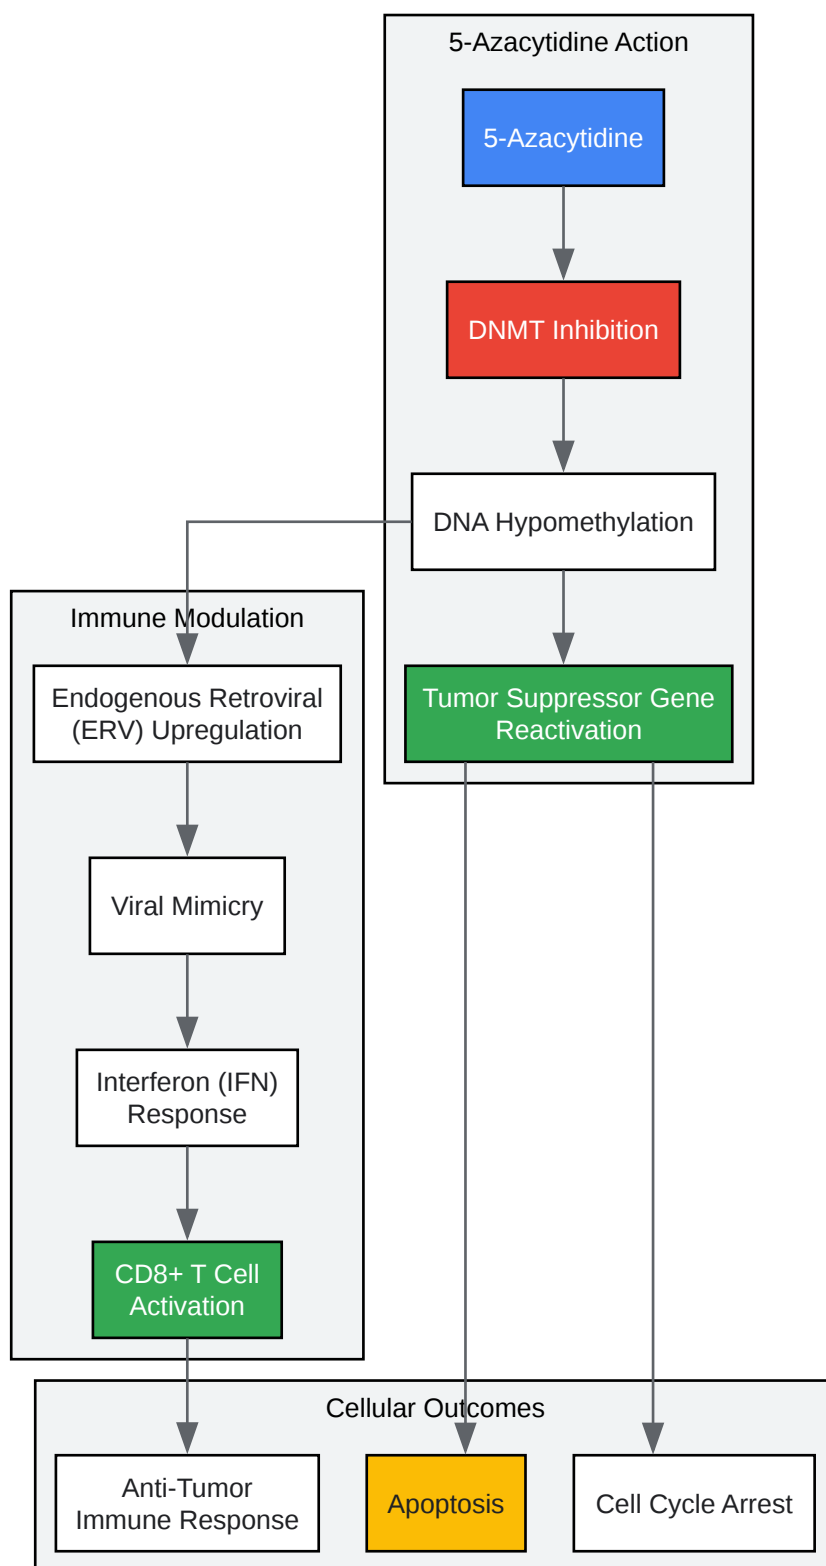 5-Azacytidine Action
5-Azacytidine
DNMT Inhibition
DNA Hypomethylation
Tumor Suppressor Gene
Reactivation
Immune Modulation
Endogenous Retroviral
(ERV) Upregulation
Viral Mimicry
Interferon (IFN)
Response
CD8+ T Cell
Activation
Cellular Outcomes
Anti-Tumor
Immune Response
Apoptosis
Cell Cycle Arrest